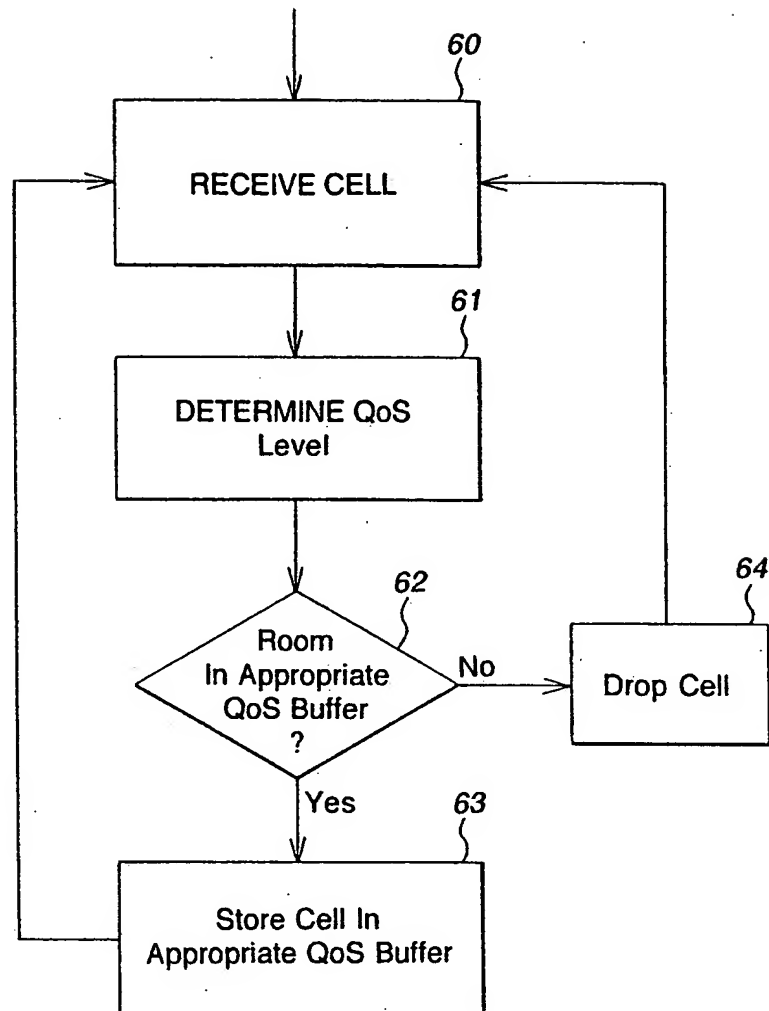 60
RECEIVE CELL
61
DETERMINE QoS
Level
62
Room
In Appropriate
QoS Buffer
?
No
64
Drop Cell
Yes
63
Store Cell In
Appropriate QoS Buffer